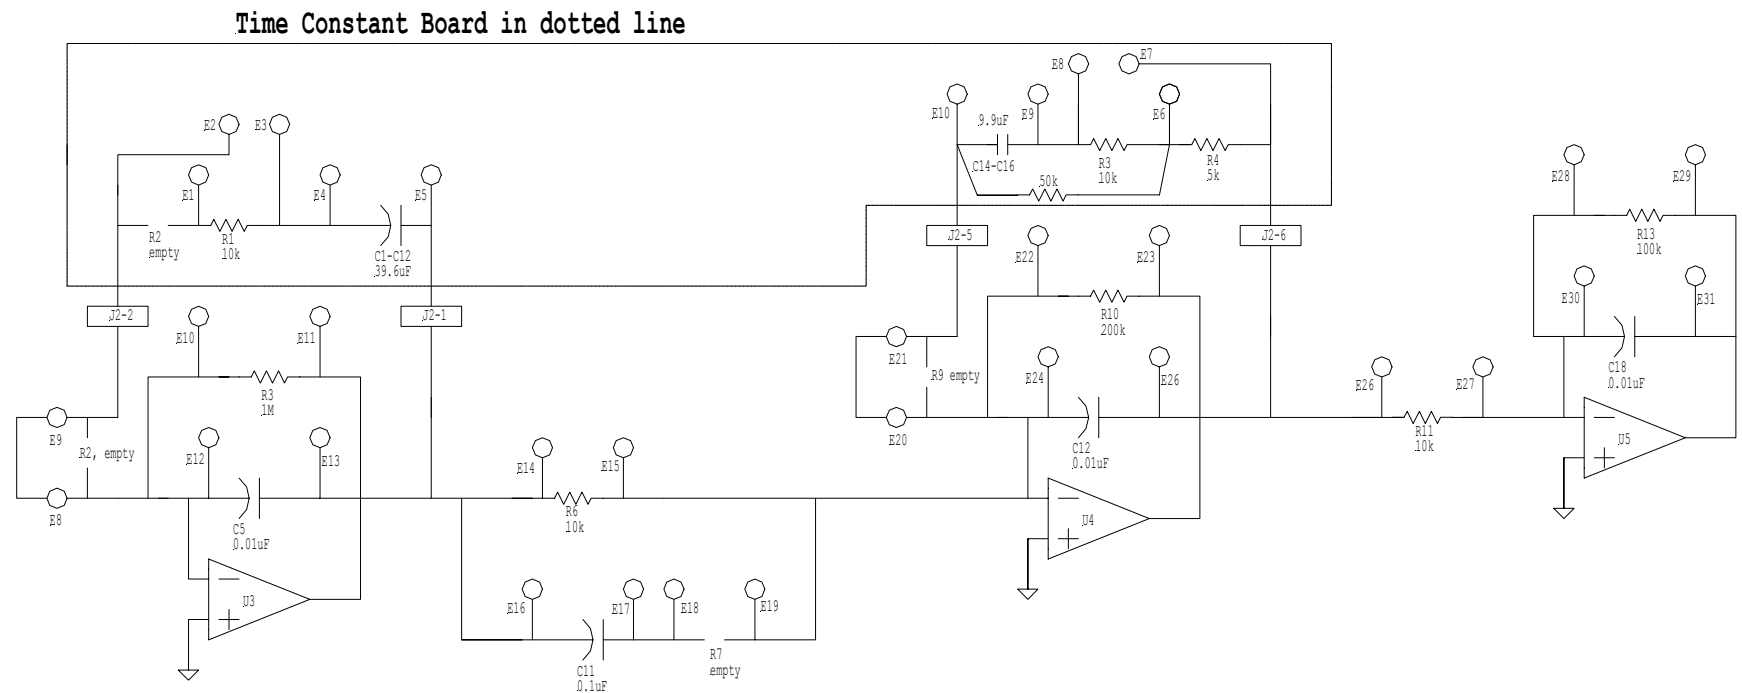 Time Constant Board in dotted line
E7
E8
E10
E9
E6
9.9uF
E2
E3
C14-C16
R3
10k
R4
5k
E28
E29
E1
E4
E5
50k
R2
empty
R1
10k
C1-C12
39.6uF
J2-5
J2-6
R13
100k
E22
E23
E30
E31
J2-2
J2-1
E10
E11
R10
200k
E21
R9 empty
E24
E26
C18
0.01uF
R3
1M
E26
E27
E9
E20
R11
10k
U5
R2, empty
E12
E13
C12
0.01uF
E14
E15
E8
C5
0.01uF
R6
10k
U4
U3
E16
E17
E18
E19
C11
0.1uF
R7
empty